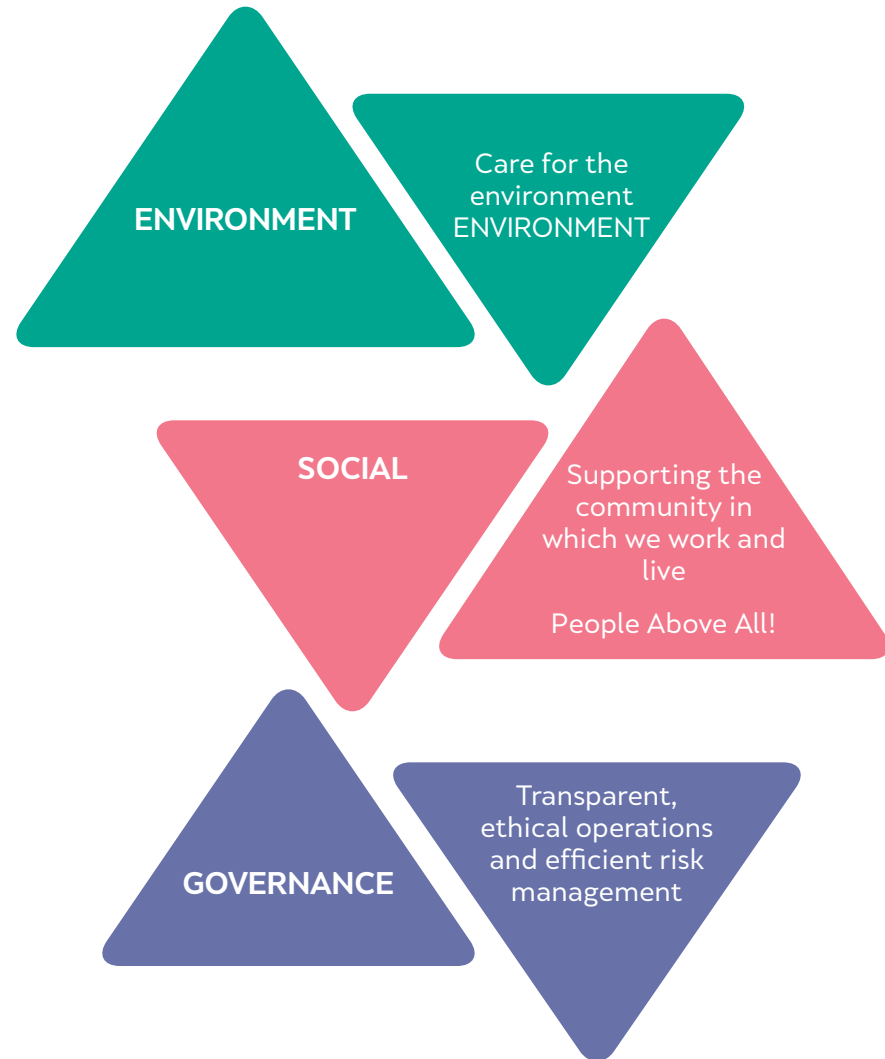 ENVIRONMENT
Care for the
environment
ENVIRONMENT
SOCIAL
Supporting the
community in
which we work and
live
People Above All!
GOVERNANCE
Transparent,
ethical operations
and efficient risk
management